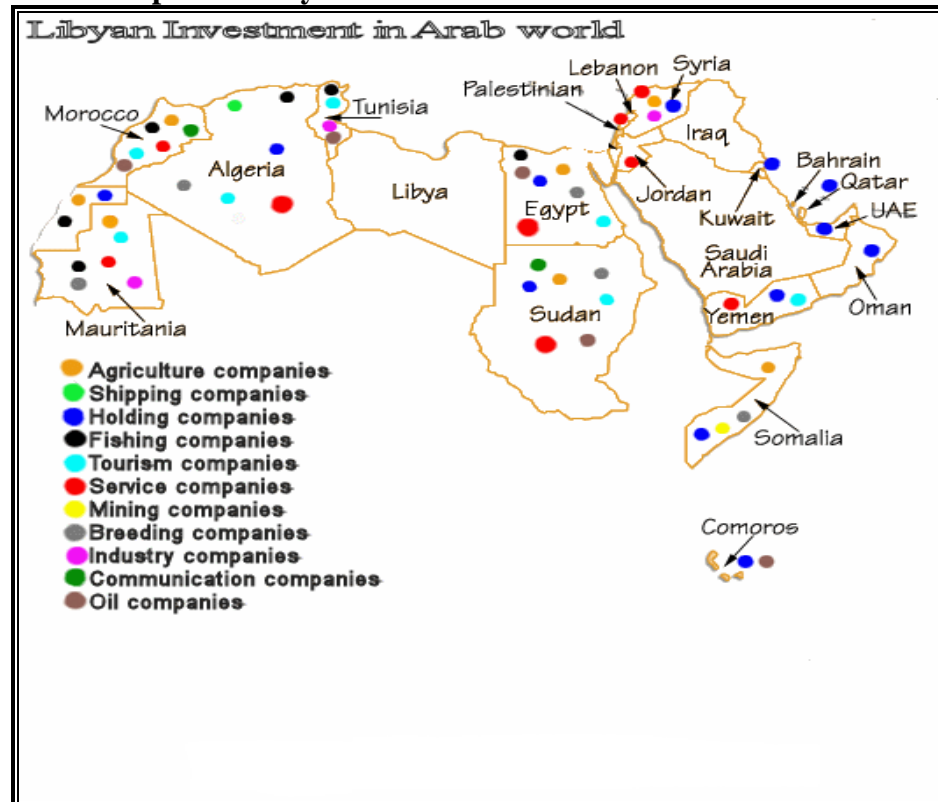 Libyan Investment in Arab world
Syria
Lebanon
Palestinian
Morocco
Tunisia
Iraq
Algeria
Libya
Bahrain
Egypt
Jordan
Qatar
Kuwait
UAE
Saudi
Arabia
Mauritania
Sudan
Yemen
Oman
Agriculture companies
Shipping companies
Holding companies
Fishing companies
Tourism companies
Service companies
Mining companies
Breeding companies
Industry companies
Communication companies
Oil companies
Somalia
Comoros